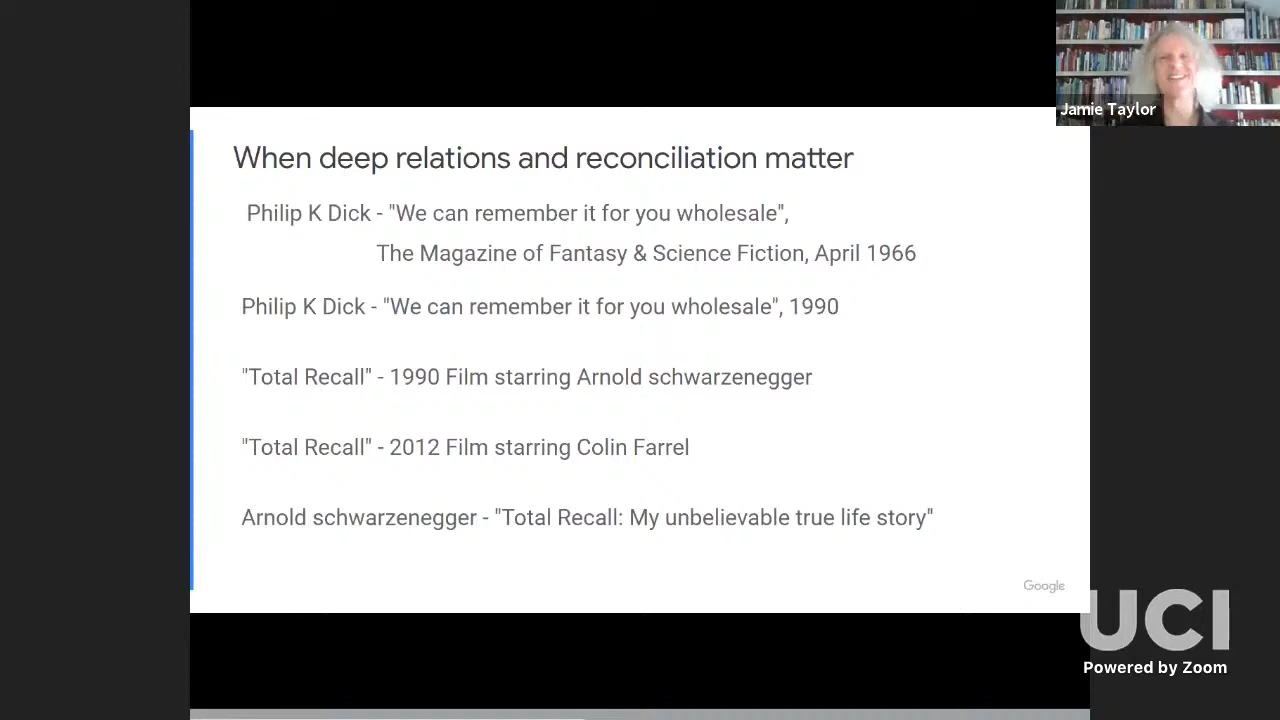 Jamie Taylor
When deep relations and reconciliation matter
Philip K Dick - "We can remember it for you wholesale",
The Magazine of Fantasy & Science Fiction, April 1966
Philip K Dick - "We can remember it for you wholesale", 1990
"Total Recall" - 1990 Film starring Arnold schwarzenegger
"Total Recall" - 2012 Film starring Colin Farrel
Arnold schwarzenegger - "Total Recall: My unbelievable true life story"
Google
UCI
Powered by Zoom